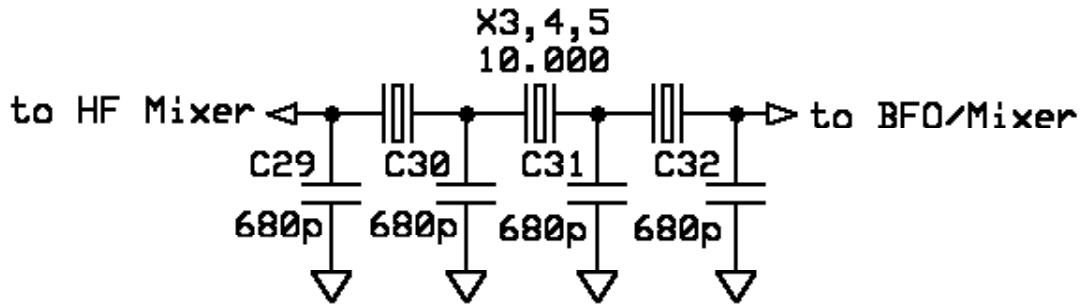 X3,4,5
10.000
to HF Mixer
to BFO/Mixer
C29 C30 C31 C32
680p 680p 680p 680p